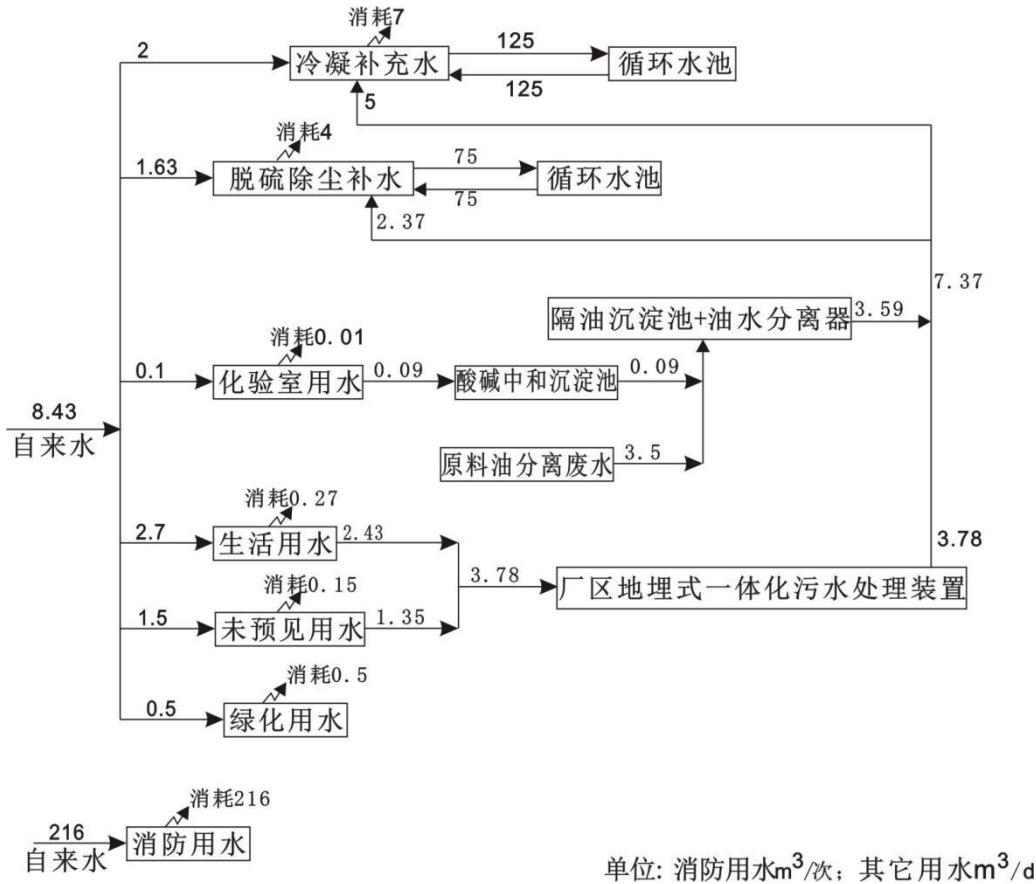 消耗7
2
冷凝补充水
125
125
循环水池
5
消耗4
1.63
脱硫除尘补水
75
75
循环水池
2.37
7.37
隔油沉淀池+油水分离器
3.59
消耗0.01
0.1
化验室用水
0.09
酸碱中和沉淀池
0.09
8.43
自来水
原料油分离废水
3.5
消耗0.27
2.7
生活用水
2.43
3.78
3.78
厂区地埋式一体化污水处理装置
消耗0.15
1.5
未预见用水
1.35
消耗0.5
0.5
绿化用水
消耗216
216
自来水
消防用水
单位: 消防用水m³/次; 其它用水m³/d